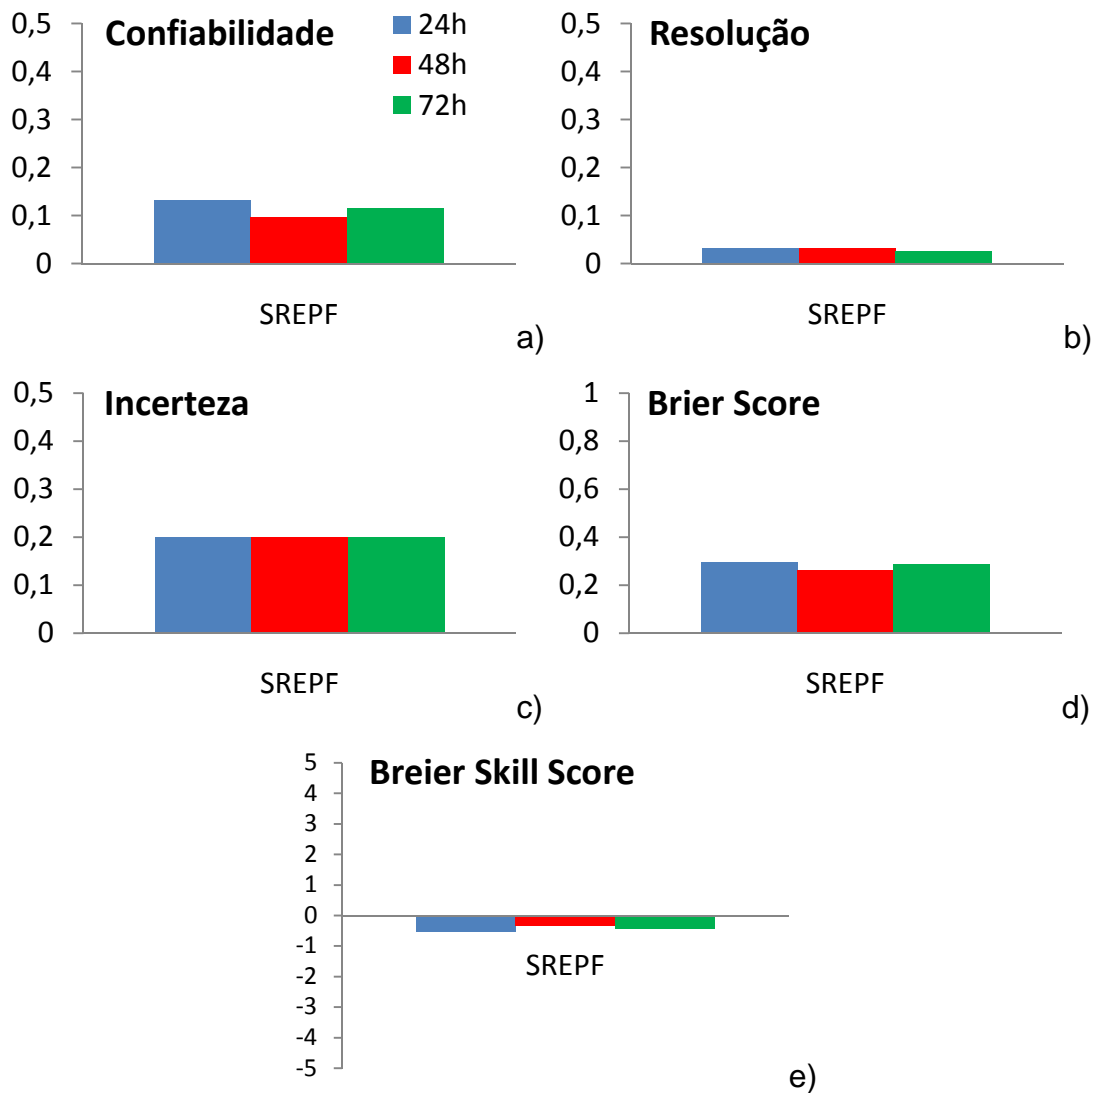 Confiabilidade
0,5
0,4
0,3
0,2
0,1
0
24h
48h
72h
SREPF
a)
Resolução
0,5
0,4
0,3
0,2
0,1
0
SREPF
b)
Incerteza
0,5
0,4
0,3
0,2
0,1
0
SREPF
c)
Brier Score
1
0,8
0,6
0,4
0,2
0
SREPF
d)
Breier Skill Score
5
4
3
2
1
0
-1
-2
-3
-4
-5
SREPF
e)